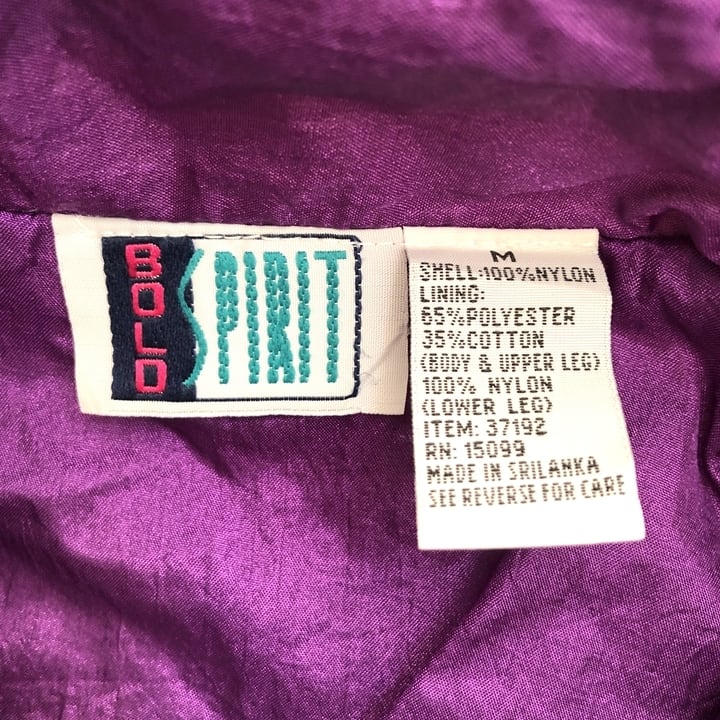 BOLD
SPIRIT
M
SHELL:100%NYLON
LINING:
65%POLYESTER
35%COTTON
(BODY & UPPER LEG)
100% NYLON
(LOWER LEG)
ITEM: 37192
RN: 15099
MADE IN SRILANKA
SEE REVERSE FOR CARE